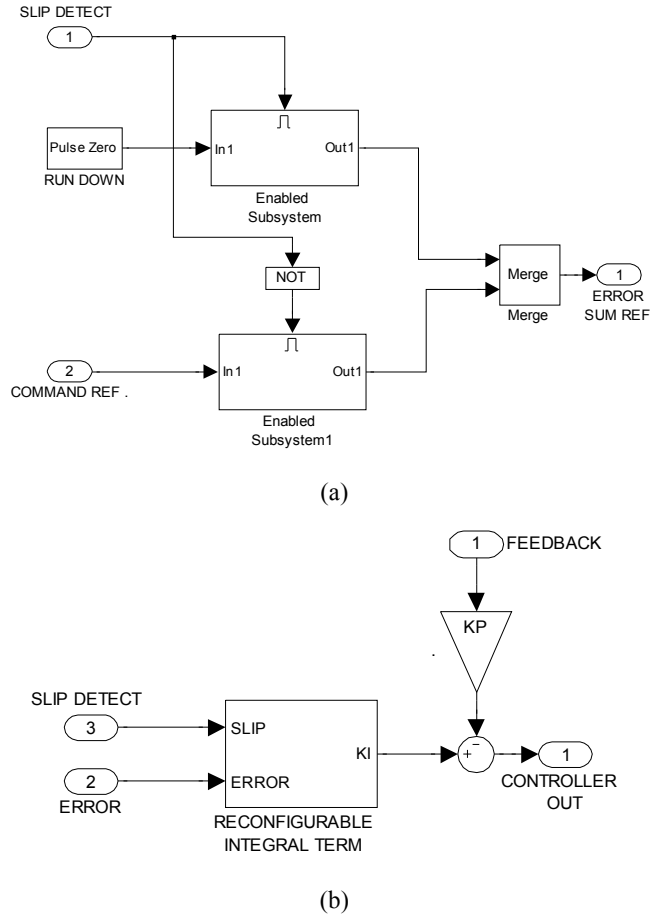 SLIP DETECT
1
Pulse Zero
RUN DOWN
In1
Out1
Enabled
Subsystem
NOT
Merge
Merge
1
ERROR
SUM REF
2
COMMAND REF .
In1
Out1
Enabled
Subsystem1
(a)
1
FEEDBACK
KP
.
SLIP DETECT
3
SLIP
KI
+
−
1
CONTROLLER
OUT
2
ERROR
ERROR
RECONFIGURABLE
INTEGRAL TERM
(b)